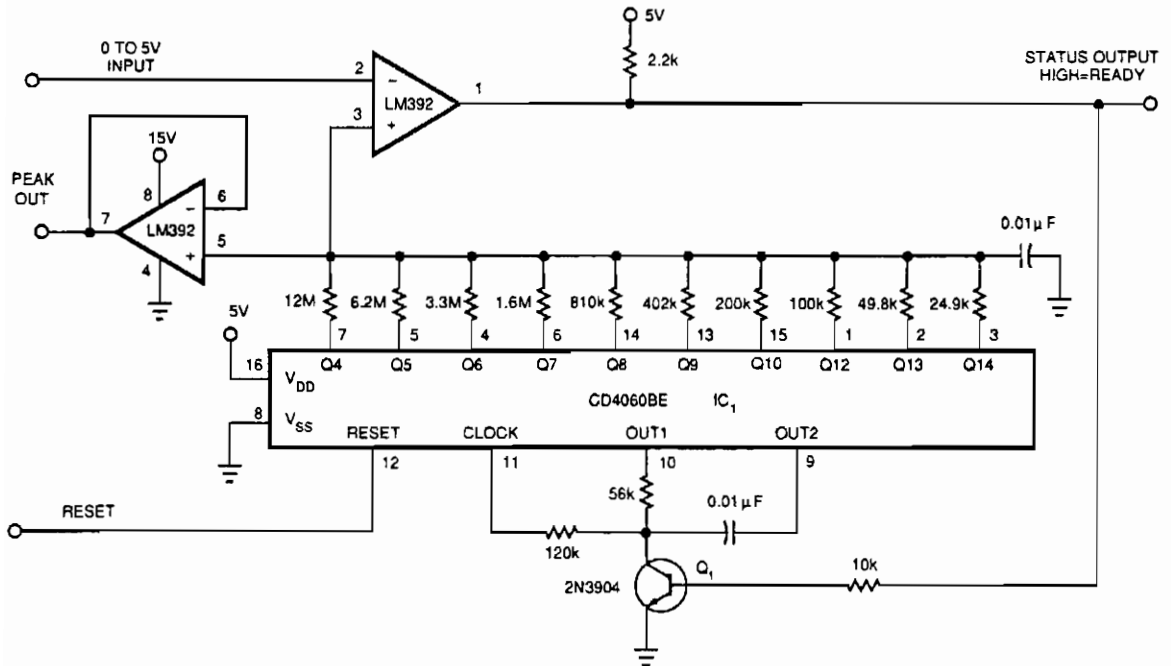 5V
0 TO 5V
INPUT
2.2k
STATUS OUTPUT
HIGH=READY
2
−
LM392
1
3
+
15V
PEAK
OUT
8
6
−
7
LM392
5
+
4
0.01µF
12M
6.2M
3.3M
1.6M
810k
402k
200k
100k
49.8k
24.9k
5V
7
5
4
6
14
13
15
1
2
3
16
Q4
Q5
Q6
Q7
Q8
Q9
Q10
Q12
Q13
Q14
VDD
CD4060BE
IC1
8
VSS
RESET
CLOCK
OUT1
OUT2
12
11
10
9
56k
0.01µF
RESET
120k
Q1
10k
2N3904